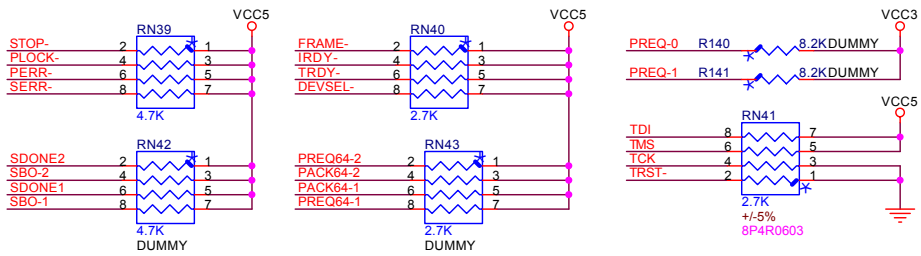 VCC5
RN39
STOP- 2 1
PLOCK- 4 3
PERR- 6 5
SERR- 8 7
4.7K
RN42
SDONE2 2 1
SBO-2 4 3
SDONE1 6 5
SBO-1 8 7
4.7K
DUMMY
VCC5
RN40
FRAME- 2 1
IRDY- 4 3
TRDY- 6 5
DEVSEL- 8 7
2.7K
RN43
PREQ64-2 2 1
PACK64-2 4 3
PACK64-1 6 5
PREQ64-1 8 7
2.7K
DUMMY
VCC3
PREQ-0 R140 8.2KDUMMY
PREQ-1 R141 8.2KDUMMY
VCC5
RN41
TDI 8 7
TMS 6 5
TCK 4 3
TRST- 2 1
2.7K
+/-5%
8P4R0603